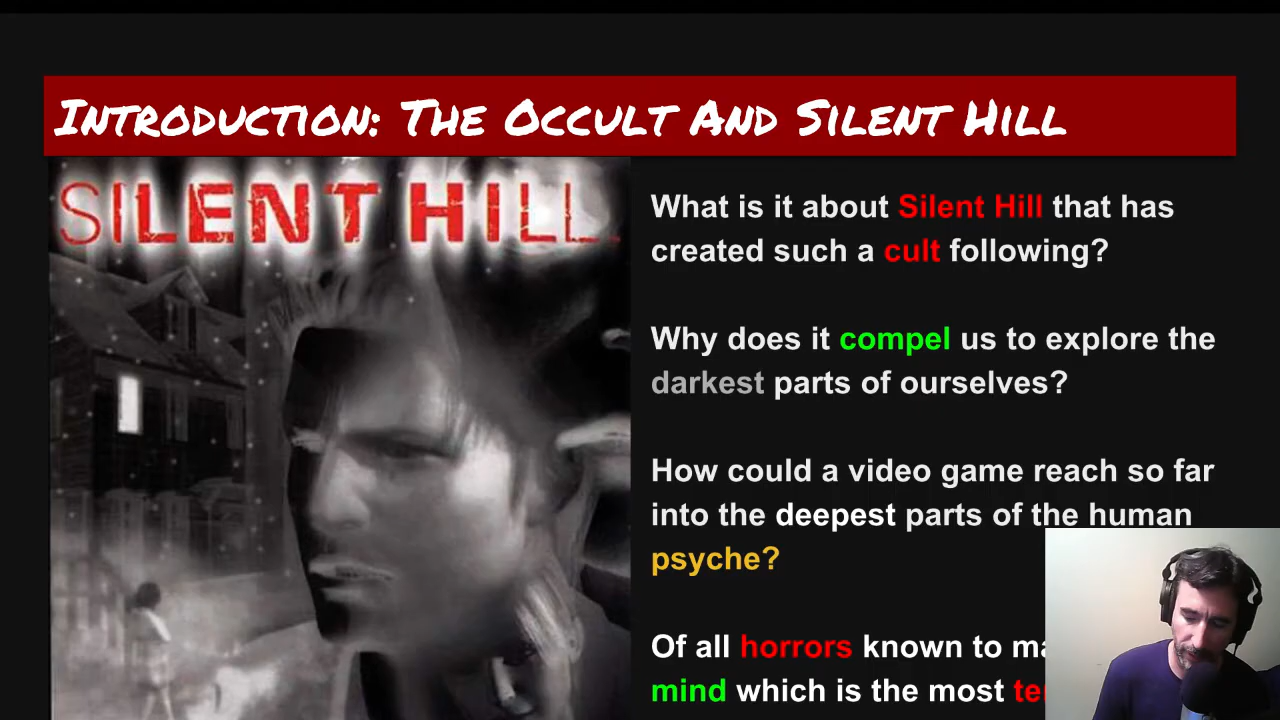 Introduction: The Occult And Silent Hill
SILENT HILL
What is it about Silent Hill that has
created such a cult following?
Why does it compel us to explore the
darkest parts of ourselves?
How could a video game reach so far
into the deepest parts of the human
psyche?
Of all horrors known to
mind which is the most